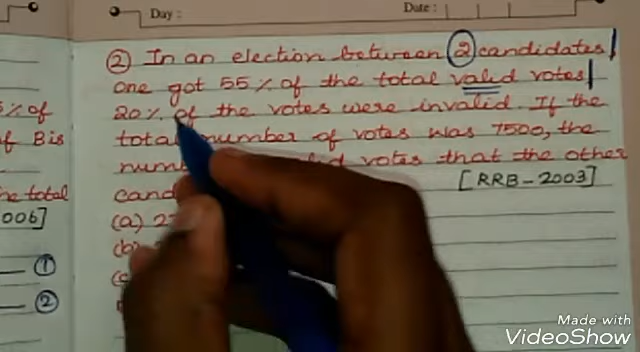 Day :
Date :
② In an election between ② candidates
one got 55% of the total valid votes
20% of the votes were invalid. If the
total number of votes was 7500, the
votes that the other
[RRB-2003]
(a)
(b)
% of
f B is
he total
006]
①
②
Made with
VideoShow